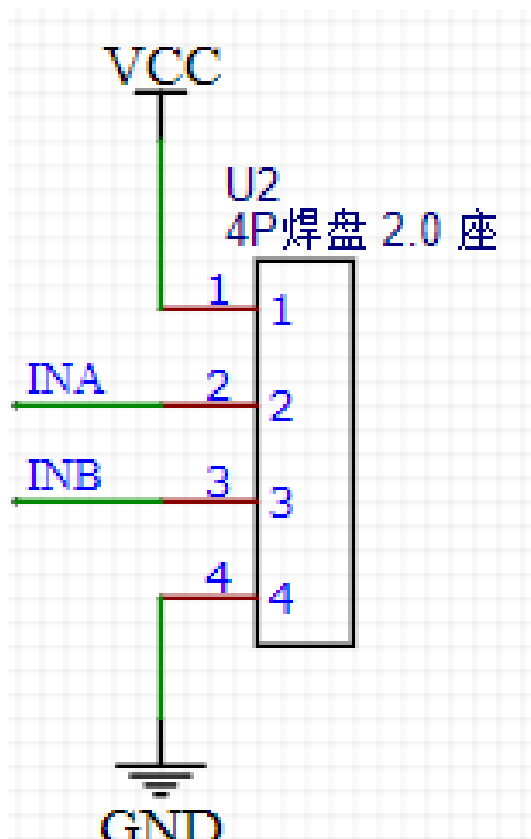 VCC
U2
4P焊盘 2.0 座
1 1
INA 2 2
INB 3 3
4 4
GND